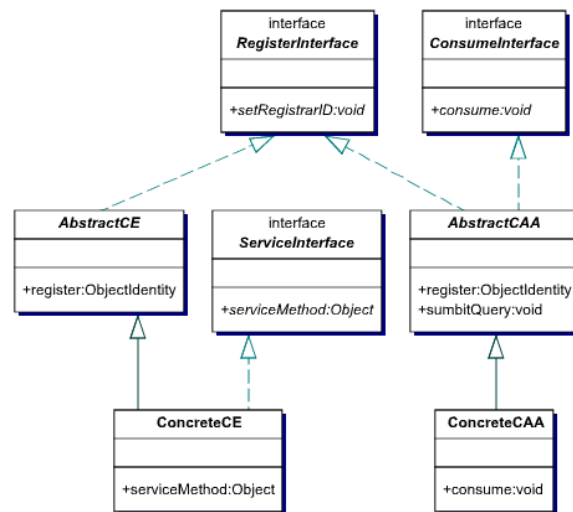 interface
RegisterInterface
+setRegistrarID:void
interface
ConsumeInterface
+consume:void
AbstractCE
+register:ObjectIdentity
interface
ServiceInterface
+serviceMethod:Object
AbstractCAA
+register:ObjectIdentity
+sumbitQuery:void
ConcreteCE
+serviceMethod:Object
ConcreteCAA
+consume:void